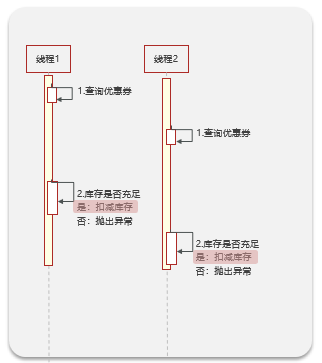 线程1
线程2
1.查询优惠券
1.查询优惠券
2.库存是否充足
是：扣减库存
否：抛出异常
2.库存是否充足
是：扣减库存
否：抛出异常